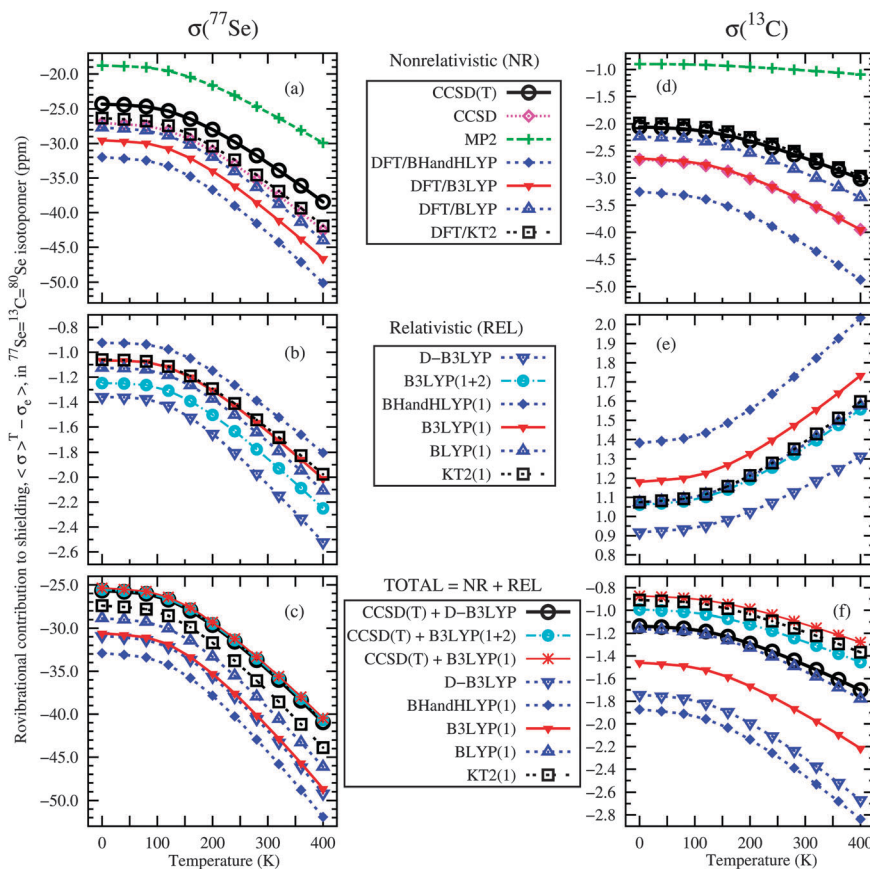 σ(⁷⁷Se)
σ(¹³C)
Rovibrational contribution to shielding, < σ >ᵀ − σₑ >, in ⁷⁷Se=¹³C=⁸⁰Se isotopomer (ppm)
−20.0
−25.0
−30.0
−35.0
−40.0
−45.0
−50.0
(a)
Nonrelativistic (NR)
CCSD(T)
CCSD
MP2
DFT/BHandHLYP
DFT/B3LYP
DFT/BLYP
DFT/KT2
−1.0
−1.5
−2.0
−2.5
−3.0
−3.5
−4.0
−4.5
−5.0
(d)
−0.8
−1.0
−1.2
−1.4
−1.6
−1.8
−2.0
−2.2
−2.4
−2.6
(b)
Relativistic (REL)
D−B3LYP
B3LYP(1+2)
BHandHLYP(1)
B3LYP(1)
BLYP(1)
KT2(1)
2.0
1.9
1.8
1.7
1.6
1.5
1.4
1.3
1.2
1.1
1.0
0.9
0.8
(e)
−25.0
−30.0
−35.0
−40.0
−45.0
−50.0
(c)
0 100 200 300 400
Temperature (K)
TOTAL = NR + REL
CCSD(T) + D−B3LYP
CCSD(T) + B3LYP(1+2)
CCSD(T) + B3LYP(1)
D−B3LYP
BHandHLYP(1)
B3LYP(1)
BLYP(1)
KT2(1)
−0.8
−1.0
−1.2
−1.4
−1.6
−1.8
−2.0
−2.2
−2.4
−2.6
−2.8
(f)
0 100 200 300 400
Temperature (K)